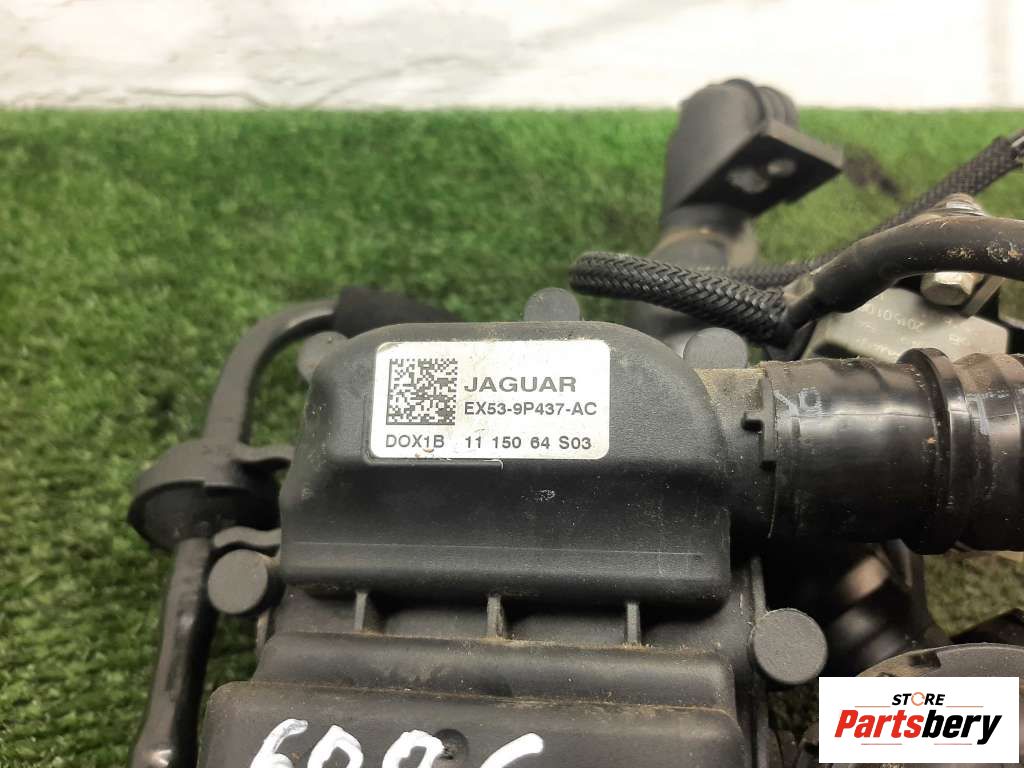 JAGUAR
EX53-9P437-AC
DOX1B 11 150 64 S03
STORE
Partsbery